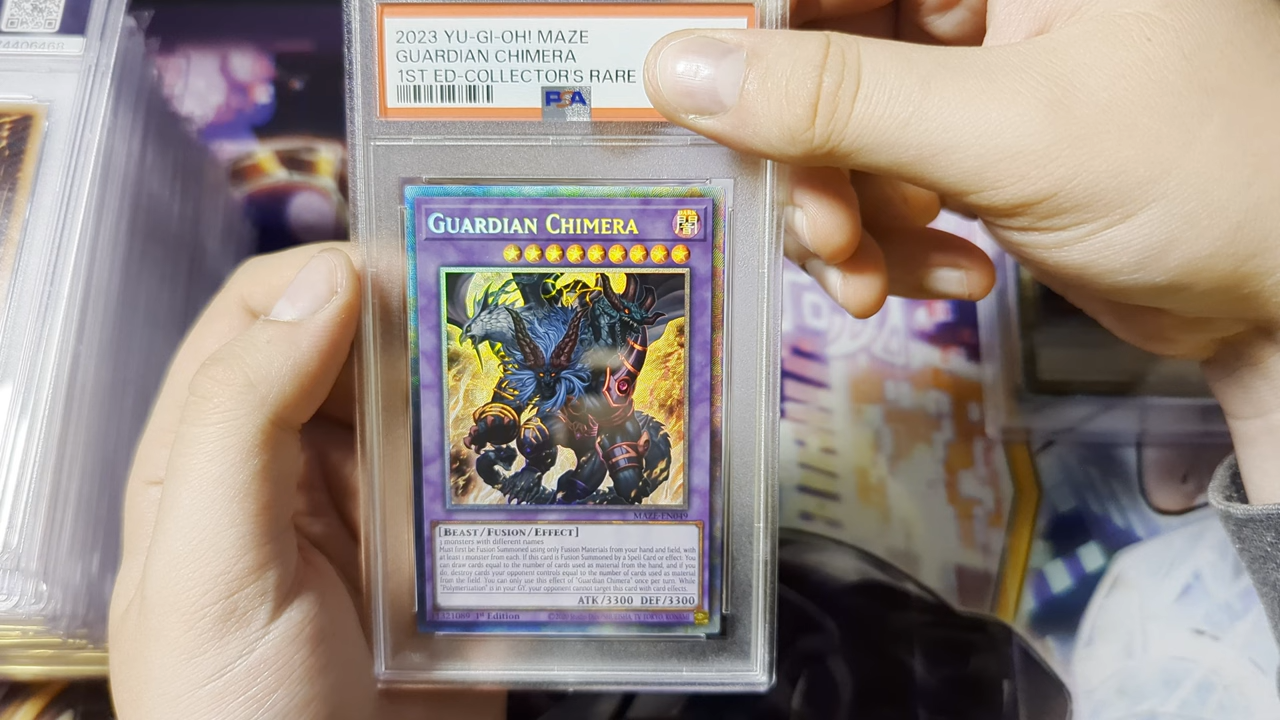 2023 YU-GI-OH! MAZE
GUARDIAN CHIMERA
1ST ED-COLLECTOR'S RARE
PSA
GUARDIAN CHIMERA
DARK
闇
MAZE-EN049
[BEAST/FUSION/EFFECT]
3 monsters with different names
Must first be Fusion Summoned using only Fusion Materials from your hand and field, with
at least 1 monster from each. If this card is Fusion Summoned by a Spell Card or effect: You
can draw cards equal to the number of cards used as material from the hand, and if you
do, destroy cards your opponent controls equal to the number of cards used as material
from the field. You can only use this effect of "Guardian Chimera" once per turn. While
"Polymerization" is in your GY, your opponent cannot target this card with card effects.
ATK/3300 DEF/3300
1st Edition